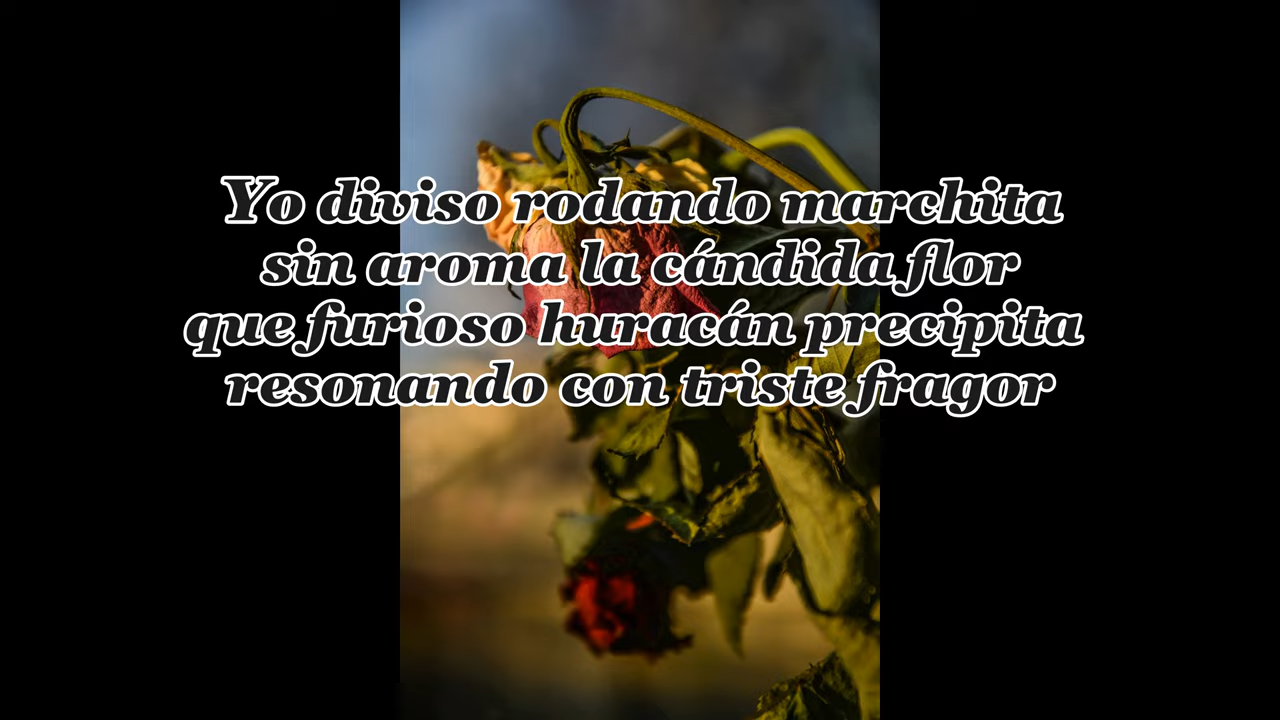 Yo diviso rodando marchita
sin aroma la cándida flor
que furioso huracán precipita
resonando con triste fragor